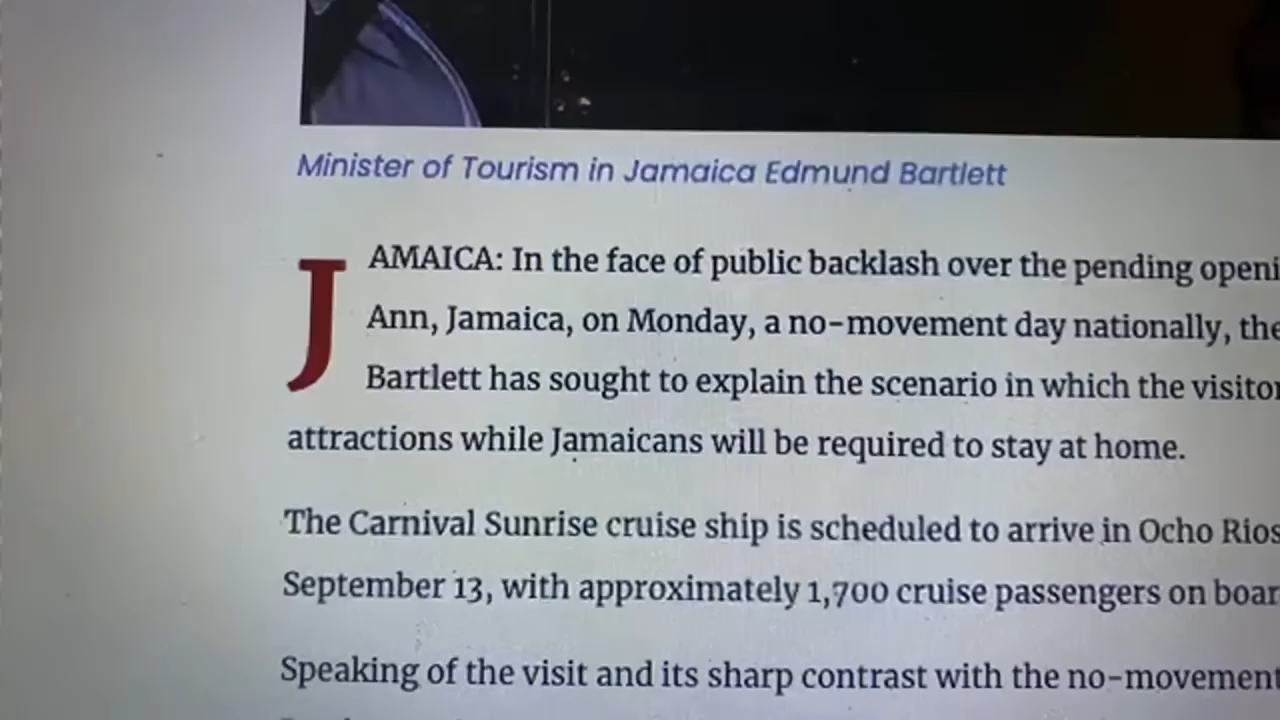 Minister of Tourism in Jamaica Edmund Bartlett
JAMAICA: In the face of public backlash over the pending openi
Ann, Jamaica, on Monday, a no-movement day nationally, the
Bartlett has sought to explain the scenario in which the visitor
attractions while Jamaicans will be required to stay at home.
The Carnival Sunrise cruise ship is scheduled to arrive in Ocho Rios
September 13, with approximately 1,700 cruise passengers on boar
Speaking of the visit and its sharp contrast with the no-movement